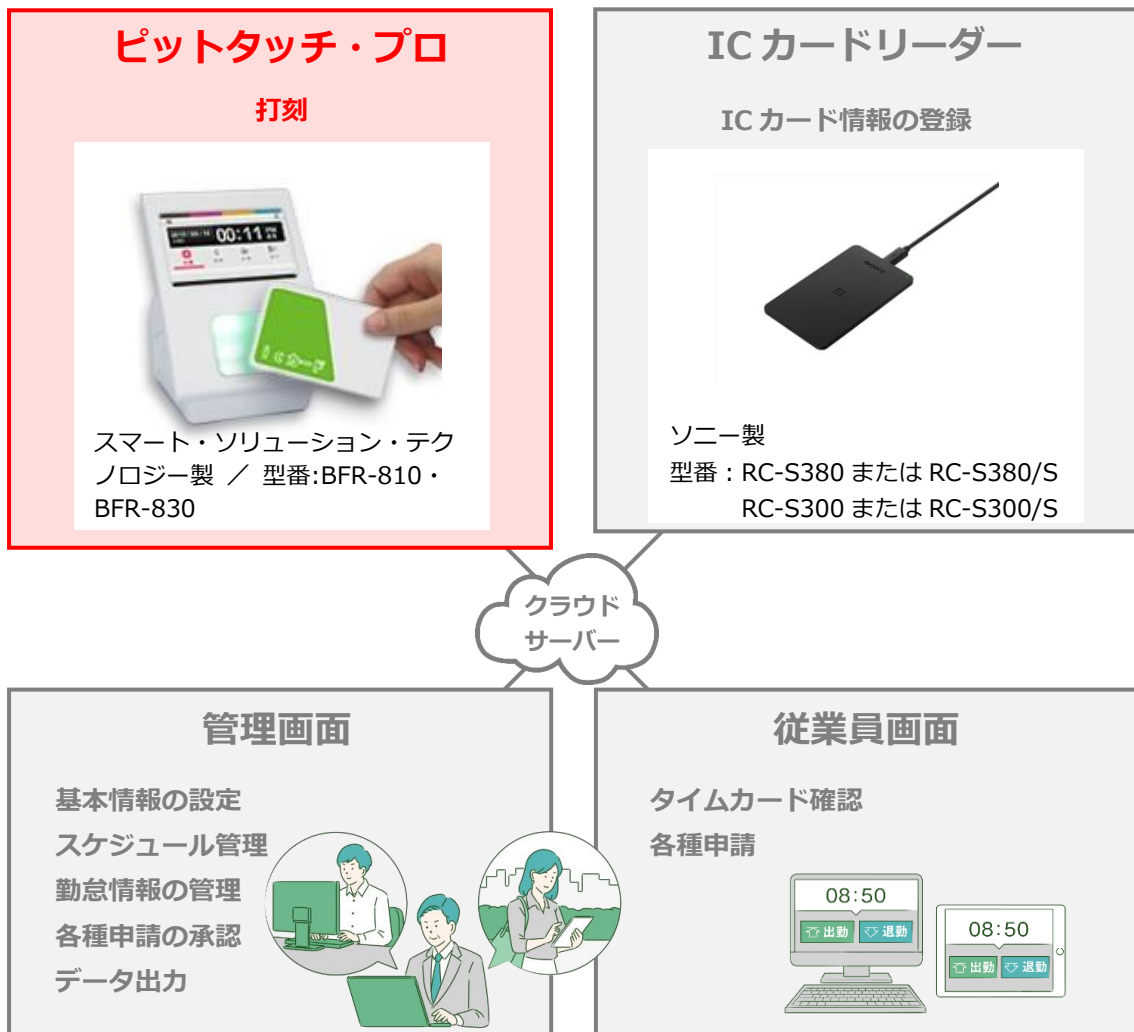 ピットタッチ・プロ
打刻
00:11
スマート・ソリューション・テク
ノロジー製 ／ 型番:BFR-810・
BFR-830
IC カードリーダー
IC カード情報の登録
SONY
ソニー製
型番：RC-S380 または RC-S380/S
RC-S300 または RC-S300/S
クラウド
サーバー
管理画面
基本情報の設定
スケジュール管理
勤怠情報の管理
各種申請の承認
データ出力
従業員画面
タイムカード確認
各種申請
08:50
出勤 退勤
08:50
出勤 退勤